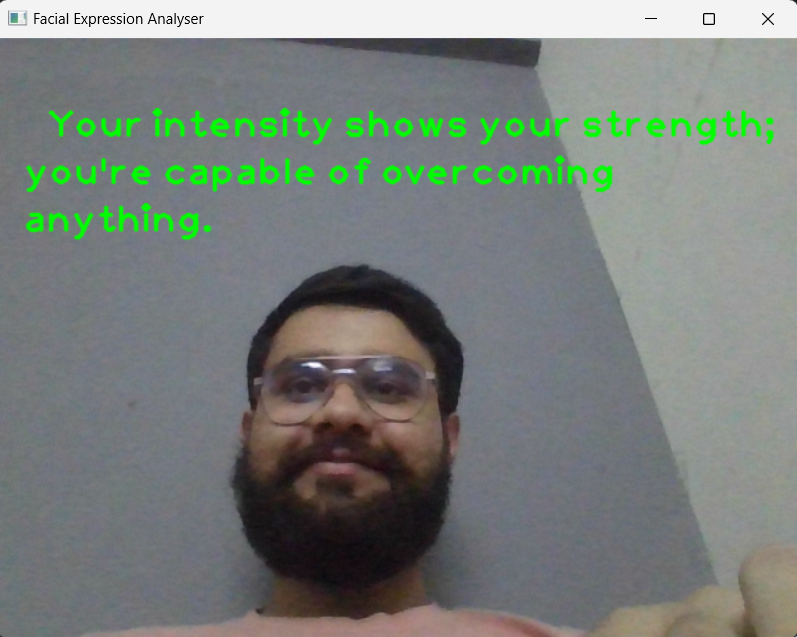 Facial Expression Analyser
Your intensity shows your strength;
you're capable of overcoming
anything.